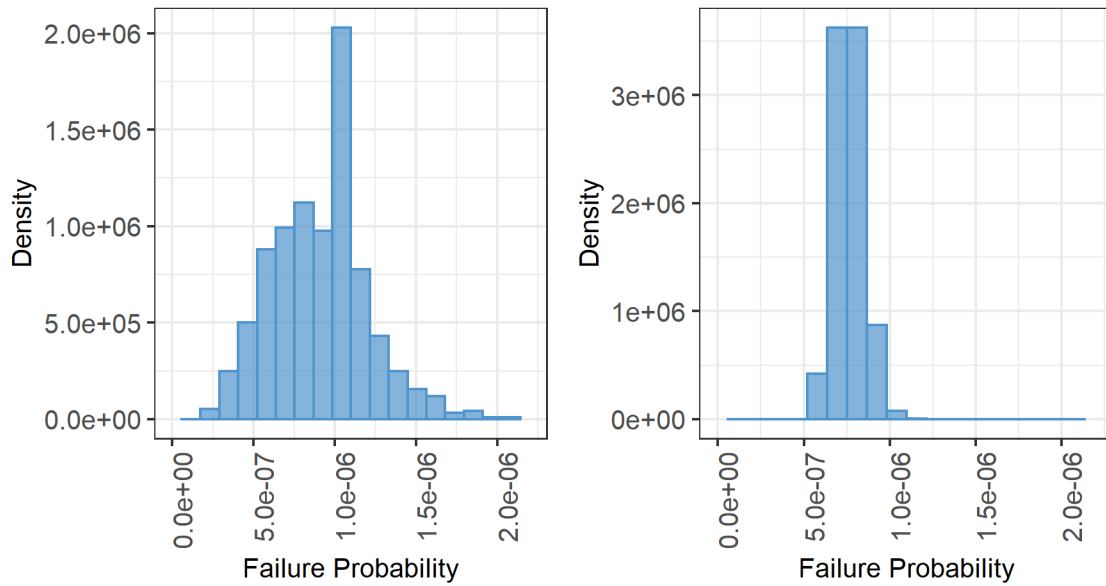 2.0e+06
1.5e+06
1.0e+06
5.0e+05
0.0e+00
Density
0.0e+00
5.0e-07
1.0e-06
1.5e-06
2.0e-06
Failure Probability
3e+06
2e+06
1e+06
0e+00
Density
0.0e+00
5.0e-07
1.0e-06
1.5e-06
2.0e-06
Failure Probability